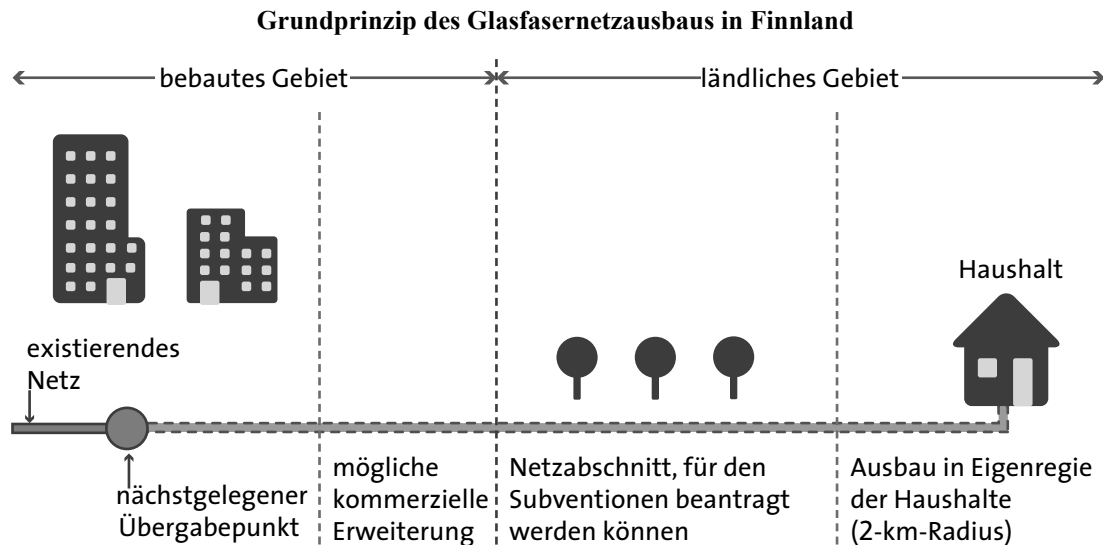 Grundprinzip des Glasfasernetzausbaus in Finnland
bebautes Gebiet
ländliches Gebiet
Haushalt
existierendes
Netz
nächstgelegener
Übergabepunkt
mögliche
kommerzielle
Erweiterung
Netzabschnitt, für den
Subventionen beantragt
werden können
Ausbau in Eigenregie
der Haushalte
(2-km-Radius)